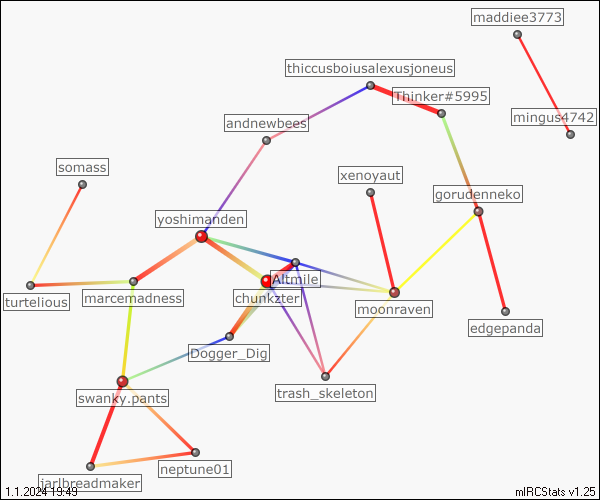 maddiee3773
thiccusboiusalexusjoneus
Thinker#5995
mingus4742
andnewbees
somass
xenoyaut
gorudenneko
yoshimanden
Altmile
turtelious
marcemadness
chunkzter
moonraven
edgepanda
Dogger_Dig
trash_skeleton
swanky.pants
neptune01
jarlbreadmaker
1.1.2024 19:49
mIRCStats v1.25